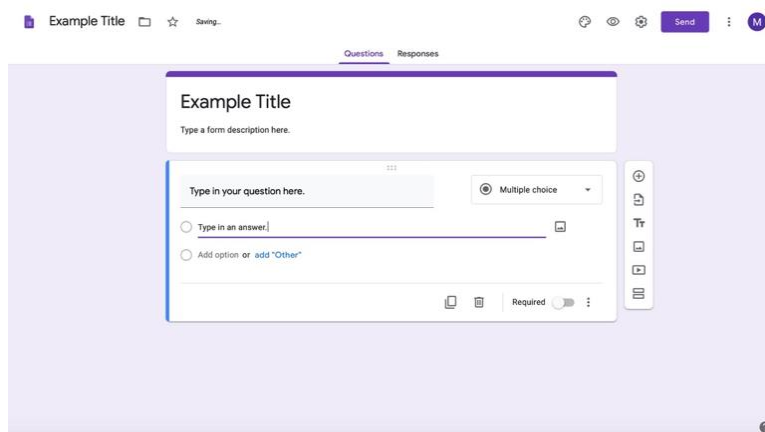 Example Title Saving... Send M
Questions Responses
Example Title
Type a form description here.
Type in your question here. Multiple choice
Type in an answer.
Add option or add "Other"
Required
Tт